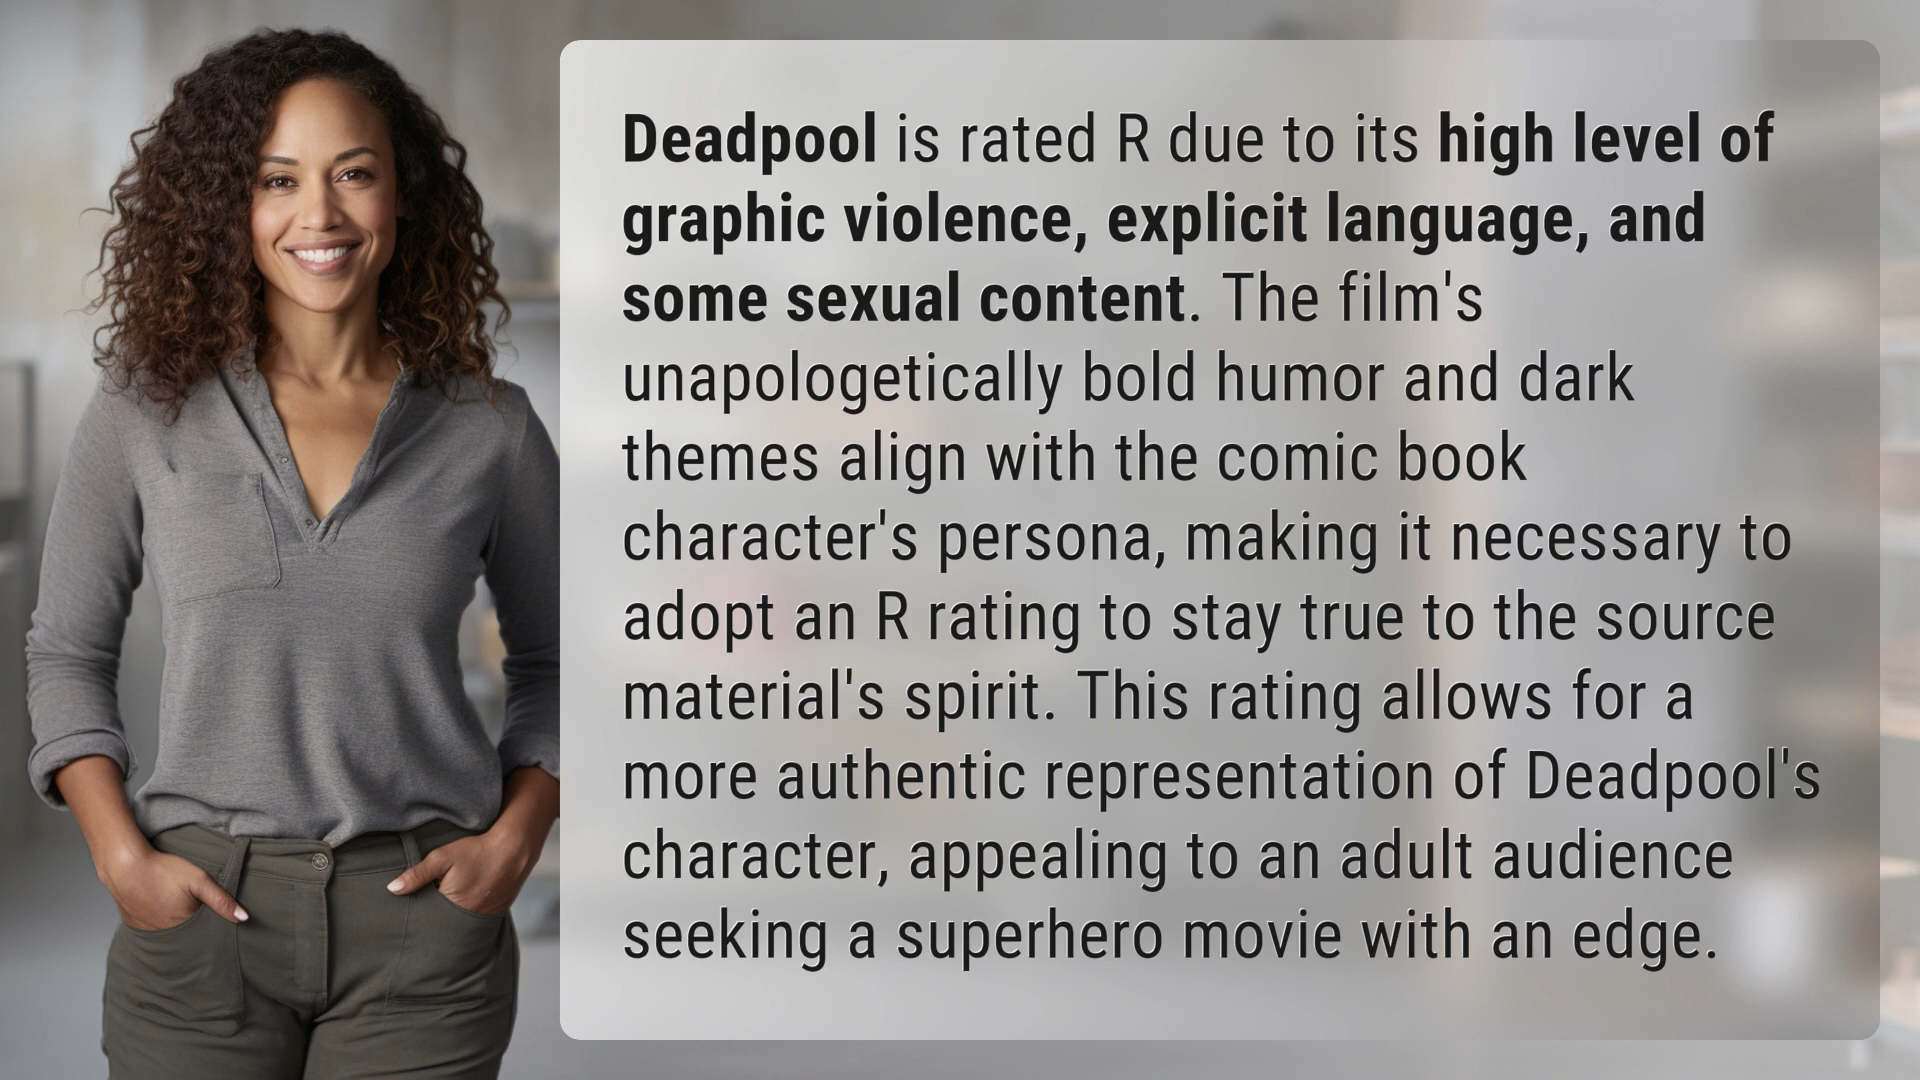 Deadpool is rated R due to its high level of
graphic violence, explicit language, and
some sexual content. The film's
unapologetically bold humor and dark
themes align with the comic book
character's persona, making it necessary to
adopt an R rating to stay true to the source
material's spirit. This rating allows for a
more authentic representation of Deadpool's
character, appealing to an adult audience
seeking a superhero movie with an edge.